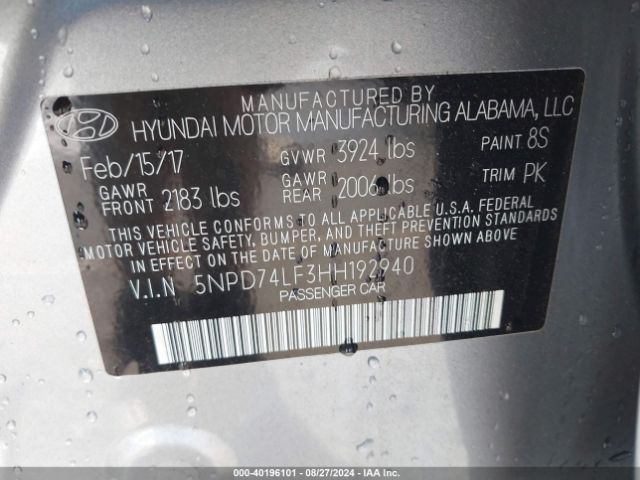 MANUFACTURED BY
HYUNDAI MOTOR MANUFACTURING ALABAMA, LLC
Feb/15/17 GVWR 3924 lbs PAINT 8S
GAWR FRONT 2183 lbs GAWR REAR 2006 lbs TRIM PK
THIS VEHICLE CONFORMS TO ALL APPLICABLE U.S.A. FEDERAL
MOTOR VEHICLE SAFETY, BUMPER, AND THEFT PREVENTION STANDARDS
IN EFFECT ON THE DATE OF MANUFACTURE SHOWN ABOVE.
V.I.N 5NPD74LF3HH192940
PASSENGER CAR
000-40196101 - 08/27/2024 - IAA Inc.